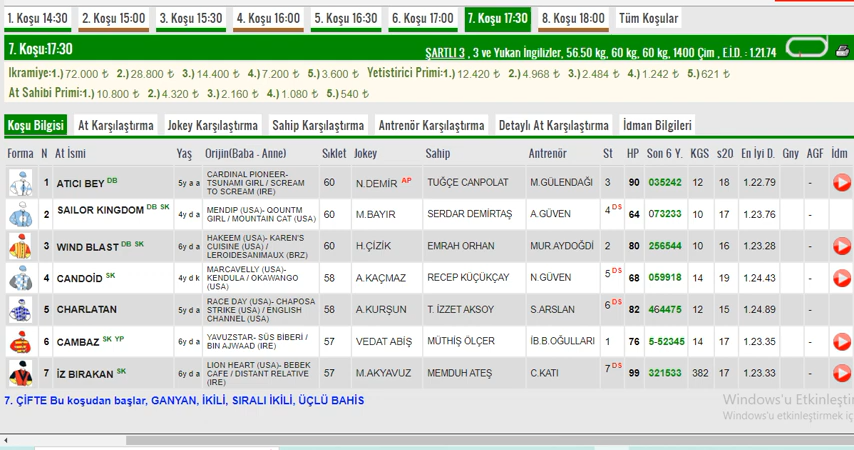 1. Koşu 14:30 2. Koşu 15:00 3. Koşu 15:30 4. Koşu 16:00 5. Koşu 16:30 6. Koşu 17:00 7. Koşu 17:30 8. Koşu 18:00 Tüm Koşular
7. Koşu:17:30 ŞARTLI 3 , 3 ve Yukarı İngilizler, 56.50 kg, 60 kg, 60 kg, 1400 Çim , E.İ.D. : 1.21.74
Ikramiye:1.) 72.000 ₺ 2.) 28.800 ₺ 3.) 14.400 ₺ 4.) 7.200 ₺ 5.) 3.600 ₺ Yetistirici Primi:1.) 12.420 ₺ 2.) 4.968 ₺ 3.) 2.484 ₺ 4.) 1.242 ₺ 5.) 621 ₺
At Sahibi Primi:1.) 10.800 ₺ 2.) 4.320 ₺ 3.) 2.160 ₺ 4.) 1.080 ₺ 5.) 540 ₺
Koşu Bilgisi At Karşılaştırma Jokey Karşılaştırma Sahip Karşılaştırma Antrenör Karşılaştırma Detaylı At Karşılaştırma İdman Bilgileri
Forma N At İsmi Yaş Orijin(Baba - Anne) Sıklet Jokey Sahip Antrenör St HP Son 6 Y. KGS s20 En İyi D. Gny AGF İdm
1 ATICI BEY DB 5y a a CARDINAL PIONEER- TSUNAMI GIRL / SCREAM TO SCREAM (IRE) 60 N.DEMİR AP TUĞÇE CANPOLAT M.GÜLENDAĞI 3 90 035242 12 18 1.22.79 -
2 SAILOR KINGDOM DB SK 4y d a MENDIP (USA)- QOUNTM GIRL / MOUNTAIN CAT (USA) 60 M.BAYIR SERDAR DEMİRTAŞ A.GÜVEN 4 DS 64 073233 10 17 1.23.76 -
3 WIND BLAST DB SK 6y d a HAKEEM (USA)- KAREN'S CUISINE (USA) / LEROIDESANIMAUX (BRZ) 60 H.ÇİZİK EMRAH ORHAN MUR.AYDOĞDİ 2 80 256544 10 16 1.23.28 -
4 CANDOİD SK 4y d k MARCAVELLY (USA)- KENDULA / OKAWANGO (USA) 58 A.KAÇMAZ RECEP KÜÇÜKÇAY N.GÜVEN 5 DS 68 059918 14 19 1.24.43 -
5 CHARLATAN 5y d a RACE DAY (USA)- CHAPOSA STRIKE (USA) / ENGLISH CHANNEL (USA) 58 A.KURŞUN T. İZZET AKSOY S.ARSLAN 6 DS 82 464475 12 15 1.24.89 -
6 CAMBAZ SK YP 6y d a YAVUZSTAR- SÜS BİBERİ / BIN AJWAAD (IRE) 57 VEDAT ABİŞ MÜTHİŞ ÖLÇER İB.B.OĞULLARI 1 76 5-52345 14 17 1.23.35 -
7 İZ BIRAKAN SK 6y d a LION HEART (USA)- BEBEK CAFE / DISTANT RELATIVE (IRE) 57 M.AKYAVUZ MEMDUH ATEŞ C.KATI 7 DS 99 321533 382 17 1.23.33 -
7. ÇİFTE Bu koşudan başlar, GANYAN, İKİLİ, SIRALI İKİLİ, ÜÇLÜ BAHİS
Windows'u Etkinleştir
Windows'u etkinleştirmek iç